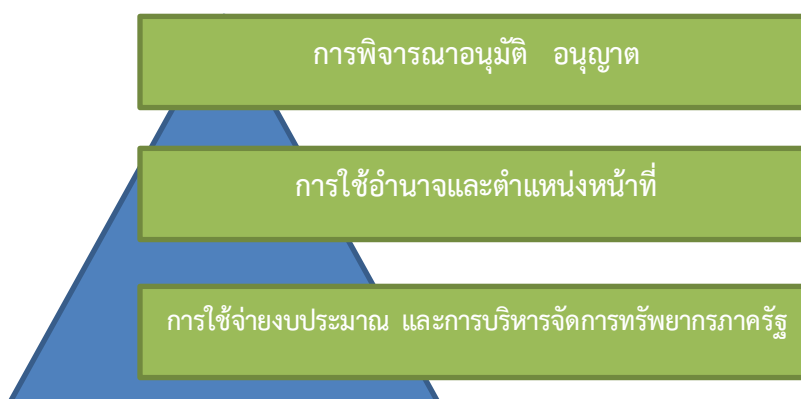 การพิจารณาอนุมัติ อนุญาต
การใช้อำนาจและตำแหน่งหน้าที่
การใช้จ่ายงบประมาณ และการบริหารจัดการทรัพยากรภาครัฐ